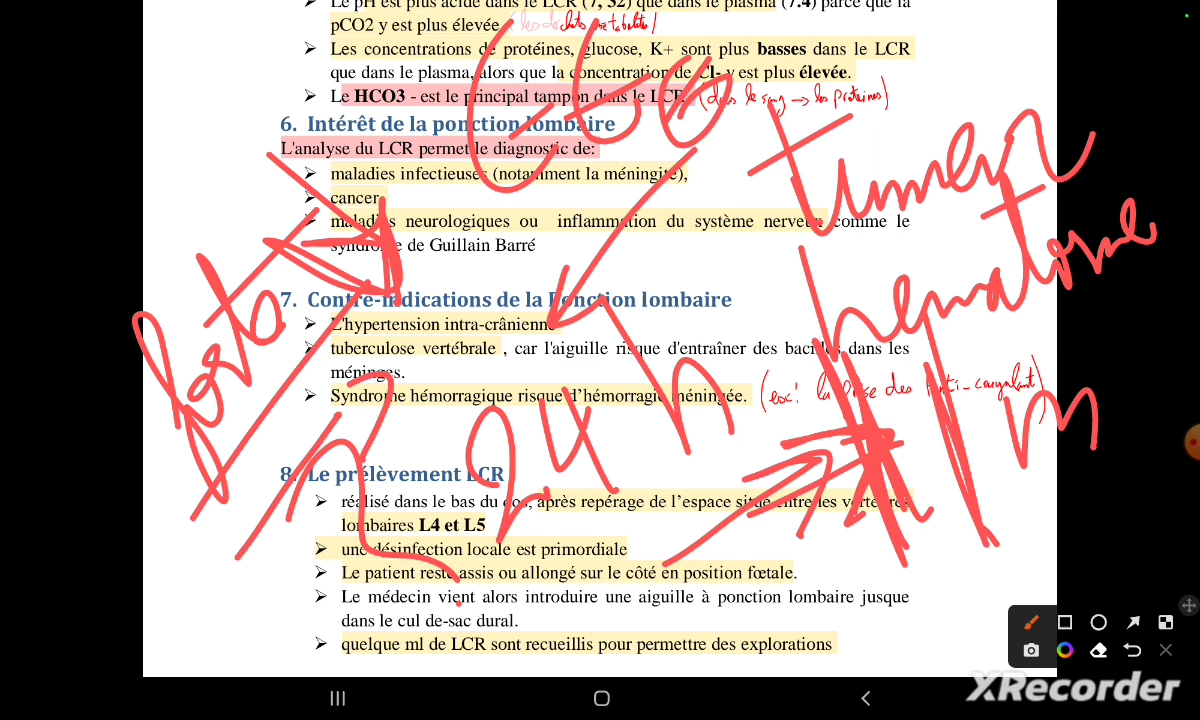 Le pH est plus acide dans le LCR (7, 32) que dans le plasma (7.4) parce que la
pCO2 y est plus élevée.
Les concentrations de protéines, glucose, K+ sont plus basses dans le LCR
que dans le plasma, alors que la concentration de Cl- y est plus élevée.
Le HCO3 - est le principal tampon dans le LCR (dans le sang → les protéines)
6. Intérêt de la ponction lombaire
L'analyse du LCR permet le diagnostic de:
maladies infectieuses (notamment la méningite),
cancer
maladies neurologiques ou inflammation du système nerveux comme le
syndrome de Guillain Barré
tumeur
hematome
7. Contre-indications de la Ponction lombaire
L'hypertension intra-crânienne
tuberculose vertébrale , car l'aiguille risque d'entraîner des bacilles dans les
méninges.
Syndrome hémorragique risque d'hémorragie méningée. (ex: la prise des anti-coagulant)
24 h
8. Le prélèvement LCR
réalisé dans le bas du dos, après repérage de l'espace situé entre les vertèbres
lombaires L4 et L5
une désinfection locale est primordiale
Le patient reste assis ou allongé sur le côté en position fœtale.
Le médecin vient alors introduire une aiguille à ponction lombaire jusque
dans le cul de-sac dural.
quelque ml de LCR sont recueillis pour permettre des explorations
XRecorder